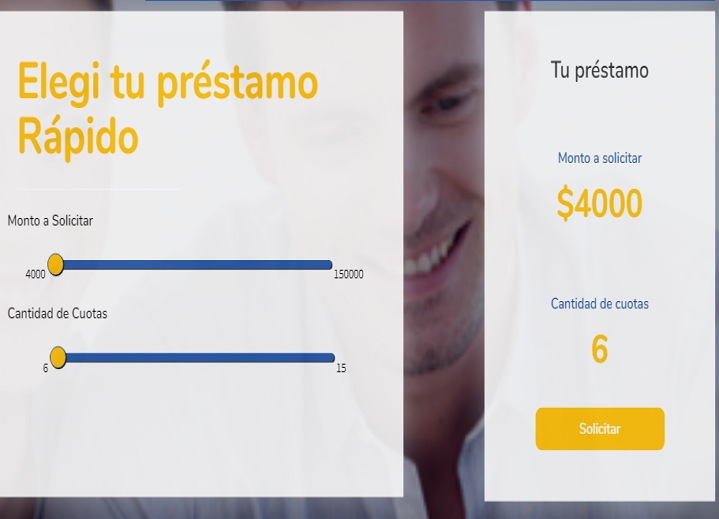 Elegi tu préstamo
Rápido
Monto a Solicitar
4000
150000
Cantidad de Cuotas
6
15
Tu préstamo
Monto a solicitar
$4000
Cantidad de cuotas
6
Solicitar